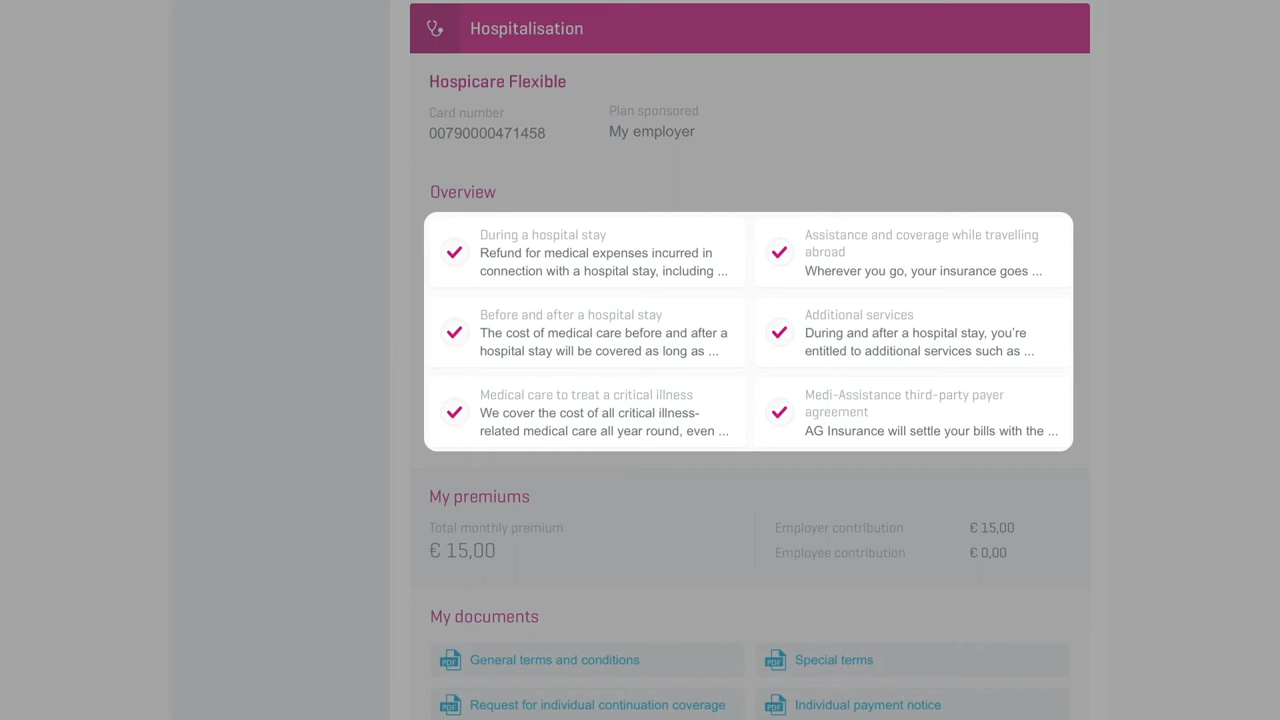 Hospitalisation
Hospicare Flexible
Card number
00790000471458
Plan sponsored
My employer
Overview
During a hospital stay
Refund for medical expenses incurred in
connection with a hospital stay, including ...
Assistance and coverage while travelling
abroad
Wherever you go, your insurance goes ...
Before and after a hospital stay
The cost of medical care before and after a
hospital stay will be covered as long as ...
Additional services
During and after a hospital stay, you're
entitled to additional services such as ...
Medical care to treat a critical illness
We cover the cost of all critical illness-
related medical care all year round, even ...
Medi-Assistance third-party payer
agreement
AG Insurance will settle your bills with the ...
My premiums
Total monthly premium
€ 15,00
Employer contribution € 15,00
Employee contribution € 0,00
My documents
PDF General terms and conditions
PDF Special terms
PDF Request for individual continuation coverage
PDF Individual payment notice